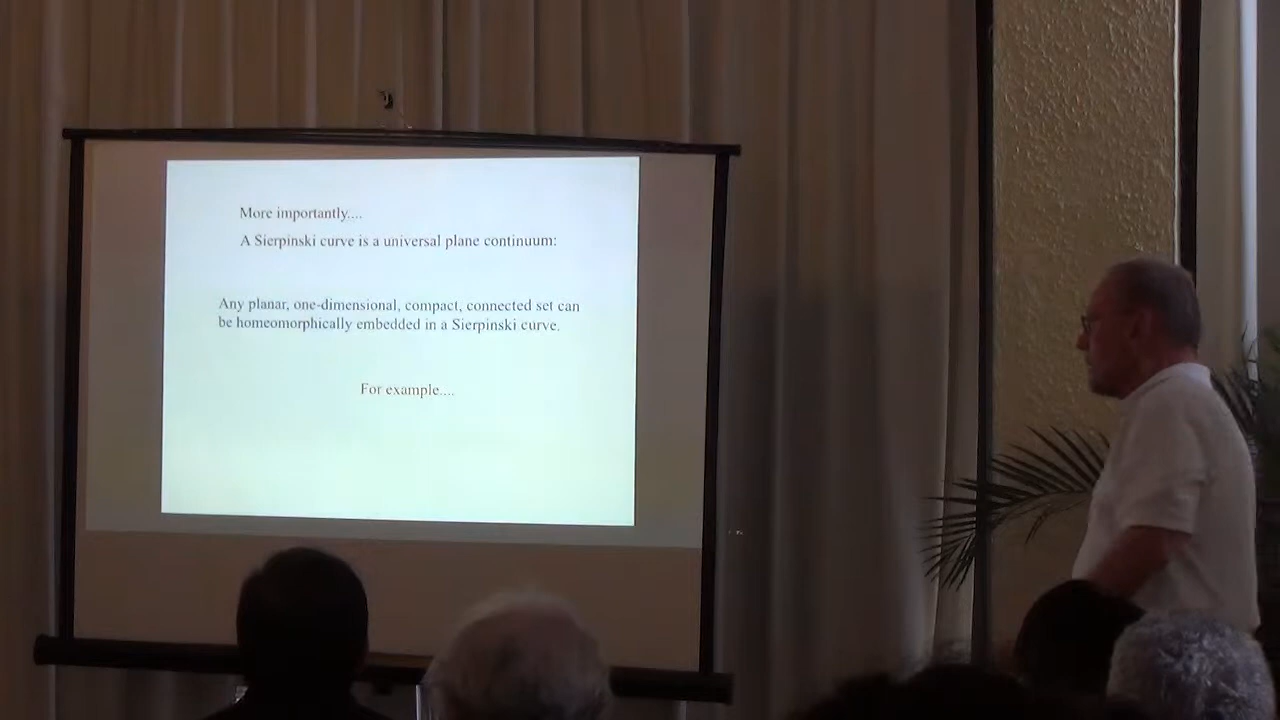 More importantly....
A Sierpinski curve is a universal plane continuum:
Any planar, one-dimensional, compact, connected set can
be homeomorphically embedded in a Sierpinski curve.
For example....